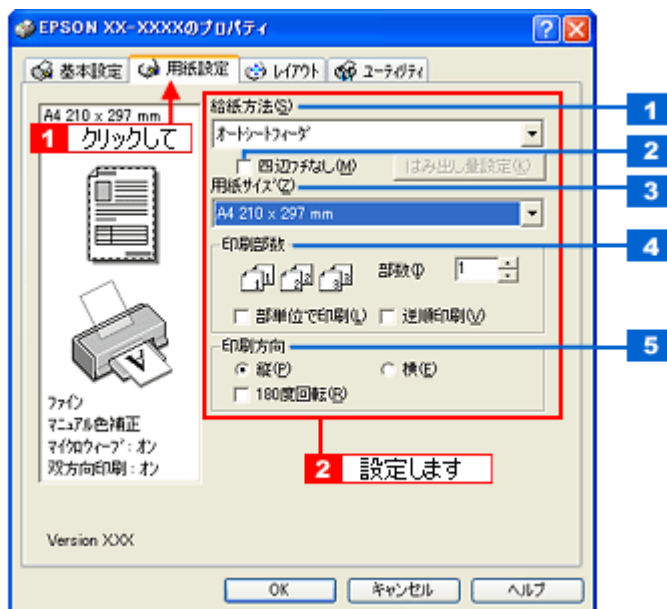 EPSON XX-XXXXのプロパティ
基本設定 用紙設定 レイアウト ユーティリティ
A4 210 x 297 mm
1 クリックして
給紙方法(S)
1
オートシートフィーダ
2
四辺フチなし(M) はみ出し量設定(K)
用紙サイズ(Z)
3
A4 210 x 297 mm
印刷部数
4
1 1 2 2 3 3
部数(I) 1
部単位で印刷(L) 逆順印刷(V)
印刷方向
5
縦(P) 横(E)
180度回転(R)
A
ファイン
マニュアル色補正
マイクロウィーブ：オン
双方向印刷：オン
2 設定します
Version XXX
OK キャンセル ヘルプ